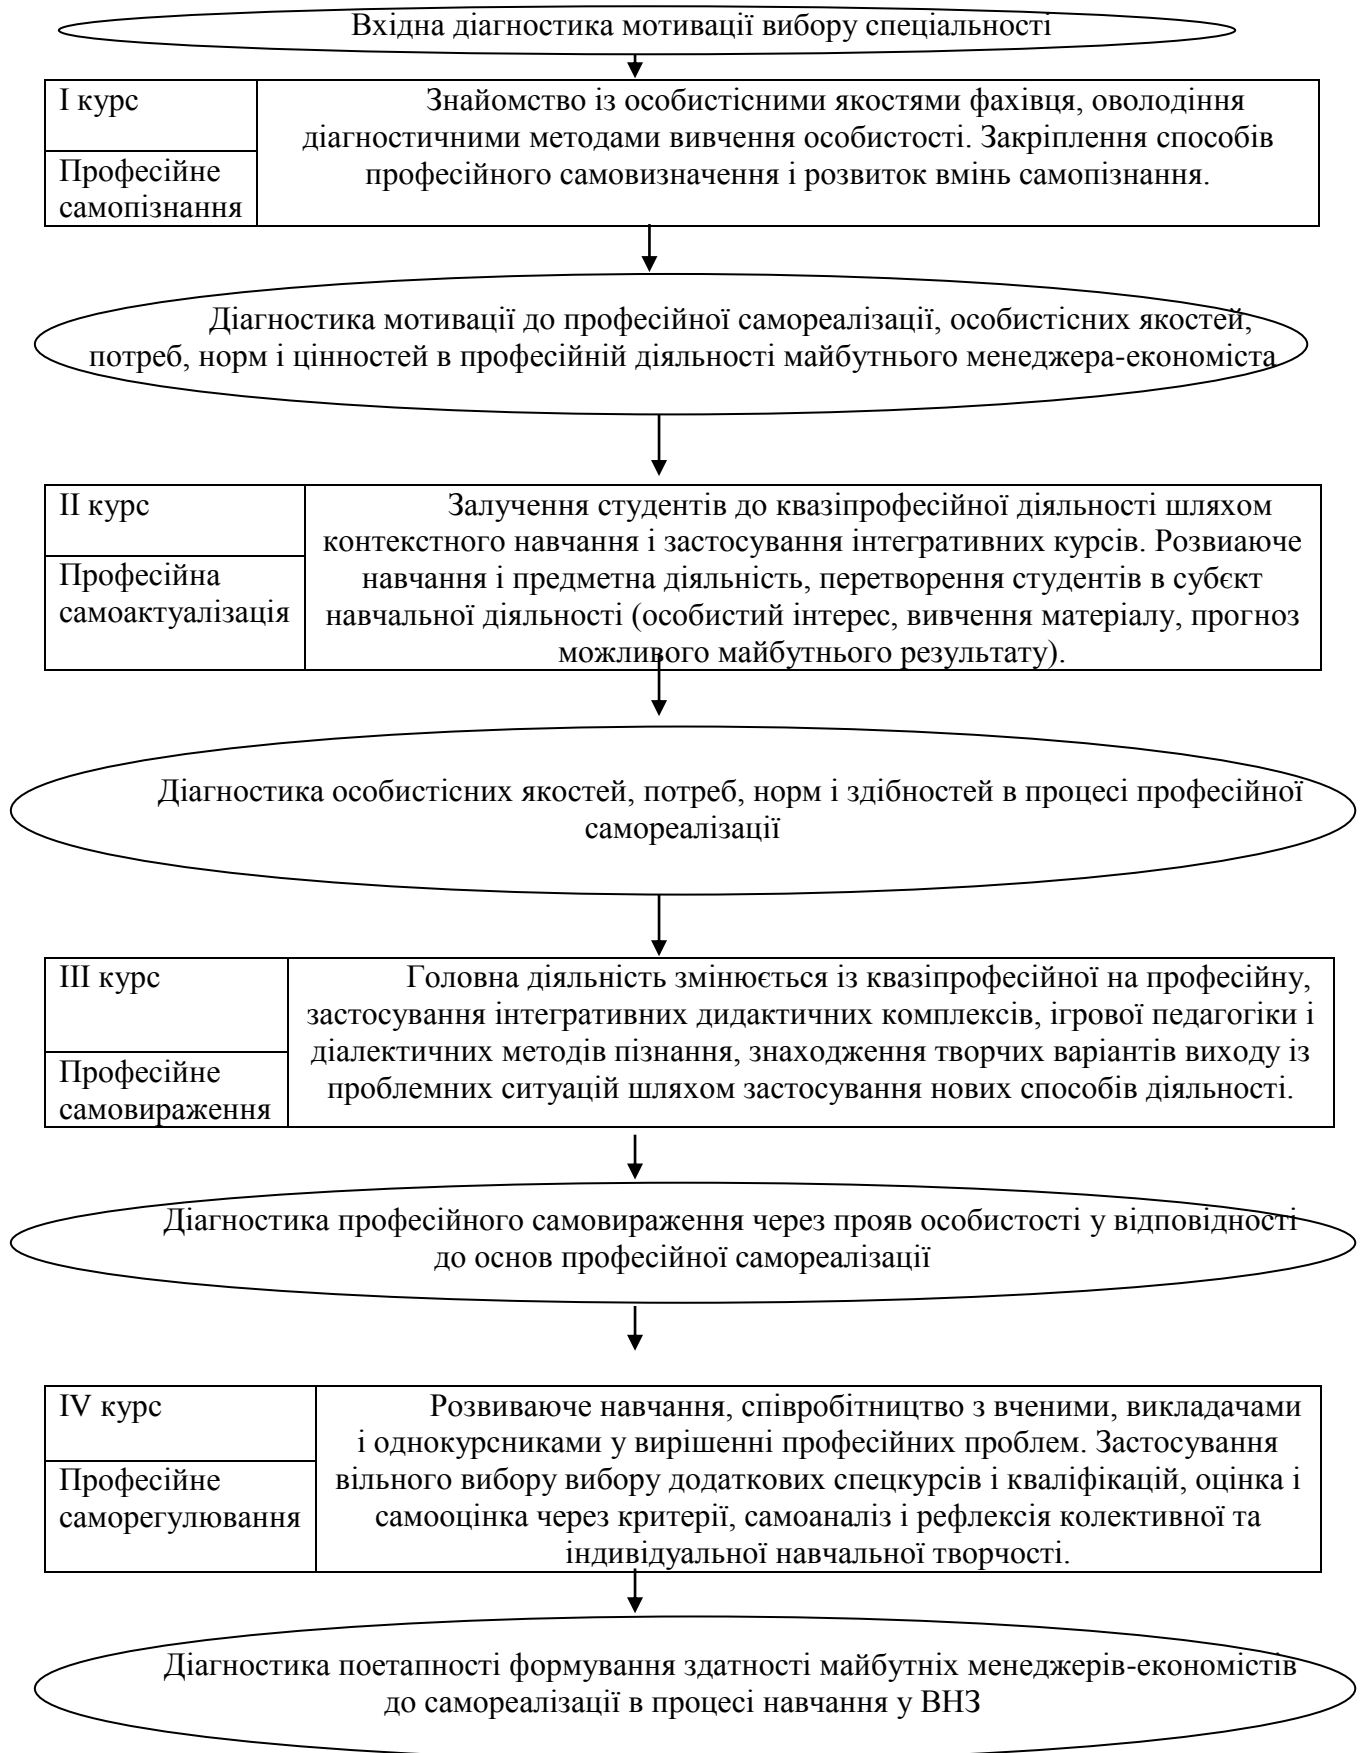 Вхідна діагностика мотивації вибору спеціальності
І курс
Професійне
самопізнання
Знайомство із особистісними якостями фахівця, оволодіння
діагностичними методами вивчення особистості. Закріплення способів
професійного самовизначення і розвиток вмінь самопізнання.
Діагностика мотивації до професійної самореалізації, особистісних якостей,
потреб, норм і цінностей в професійній діяльності майбутнього менеджера-економіста
ІІ курс
Професійна
самоактуалізація
Залучення студентів до квазіпрофесійної діяльності шляхом
контекстного навчання і застосування інтегративних курсів. Розвиаюче
навчання і предметна діяльність, перетворення студентів в субєкт
навчальної діяльності (особистий інтерес, вивчення матеріалу, прогноз
можливого майбутнього результату).
Діагностика особистісних якостей, потреб, норм і здібностей в процесі професійної
самореалізації
ІІІ курс
Професійне
самовираження
Головна діяльність змінюється із квазіпрофесійної на професійну,
застосування інтегративних дидактичних комплексів, ігрової педагогіки і
діалектичних методів пізнання, знаходження творчих варіантів виходу із
проблемних ситуацій шляхом застосування нових способів діяльності.
Діагностика професійного самовираження через прояв особистості у відповідності
до основ професійної самореалізації
IV курс
Професійне
саморегулювання
Розвиваюче навчання, співробітництво з вченими, викладачами
і однокурсниками у вирішенні професійних проблем. Застосування
вільного вибору вибору додаткових спецкурсів і кваліфікацій, оцінка і
самооцінка через критерії, самоаналіз і рефлексія колективної та
індивідуальної навчальної творчості.
Діагностика поетапності формування здатності майбутніх менеджерів-економістів
до самореалізації в процесі навчання у ВНЗ